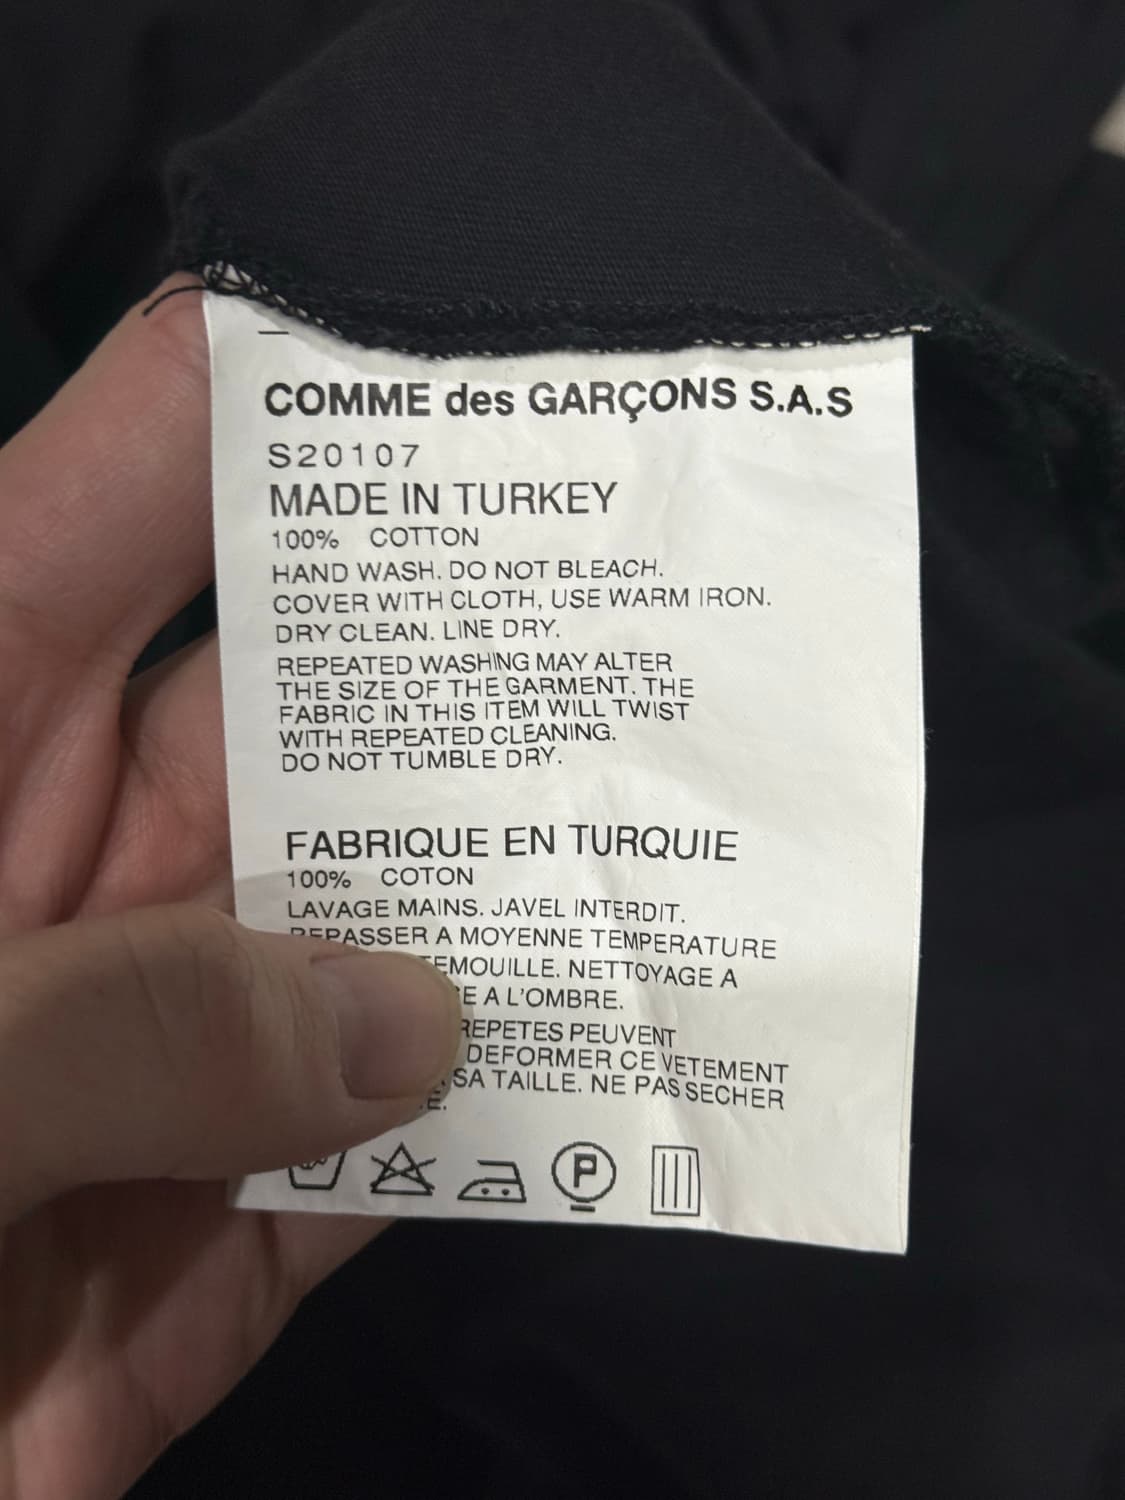 COMME des GARÇONS S.A.S
S20107
MADE IN TURKEY
100% COTTON
HAND WASH. DO NOT BLEACH.
COVER WITH CLOTH, USE WARM IRON.
DRY CLEAN. LINE DRY.
REPEATED WASHING MAY ALTER
THE SIZE OF THE GARMENT. THE
FABRIC IN THIS ITEM WILL TWIST
WITH REPEATED CLEANING.
DO NOT TUMBLE DRY.
FABRIQUE EN TURQUIE
100% COTON
LAVAGE MAINS. JAVEL INTERDIT.
REPASSER A MOYENNE TEMPERATURE
NETTOYAGE A
A L'OMBRE.
REPETES PEUVENT
DEFORMER CE VETEMENT
SA TAILLE. NE PAS SECHER
P